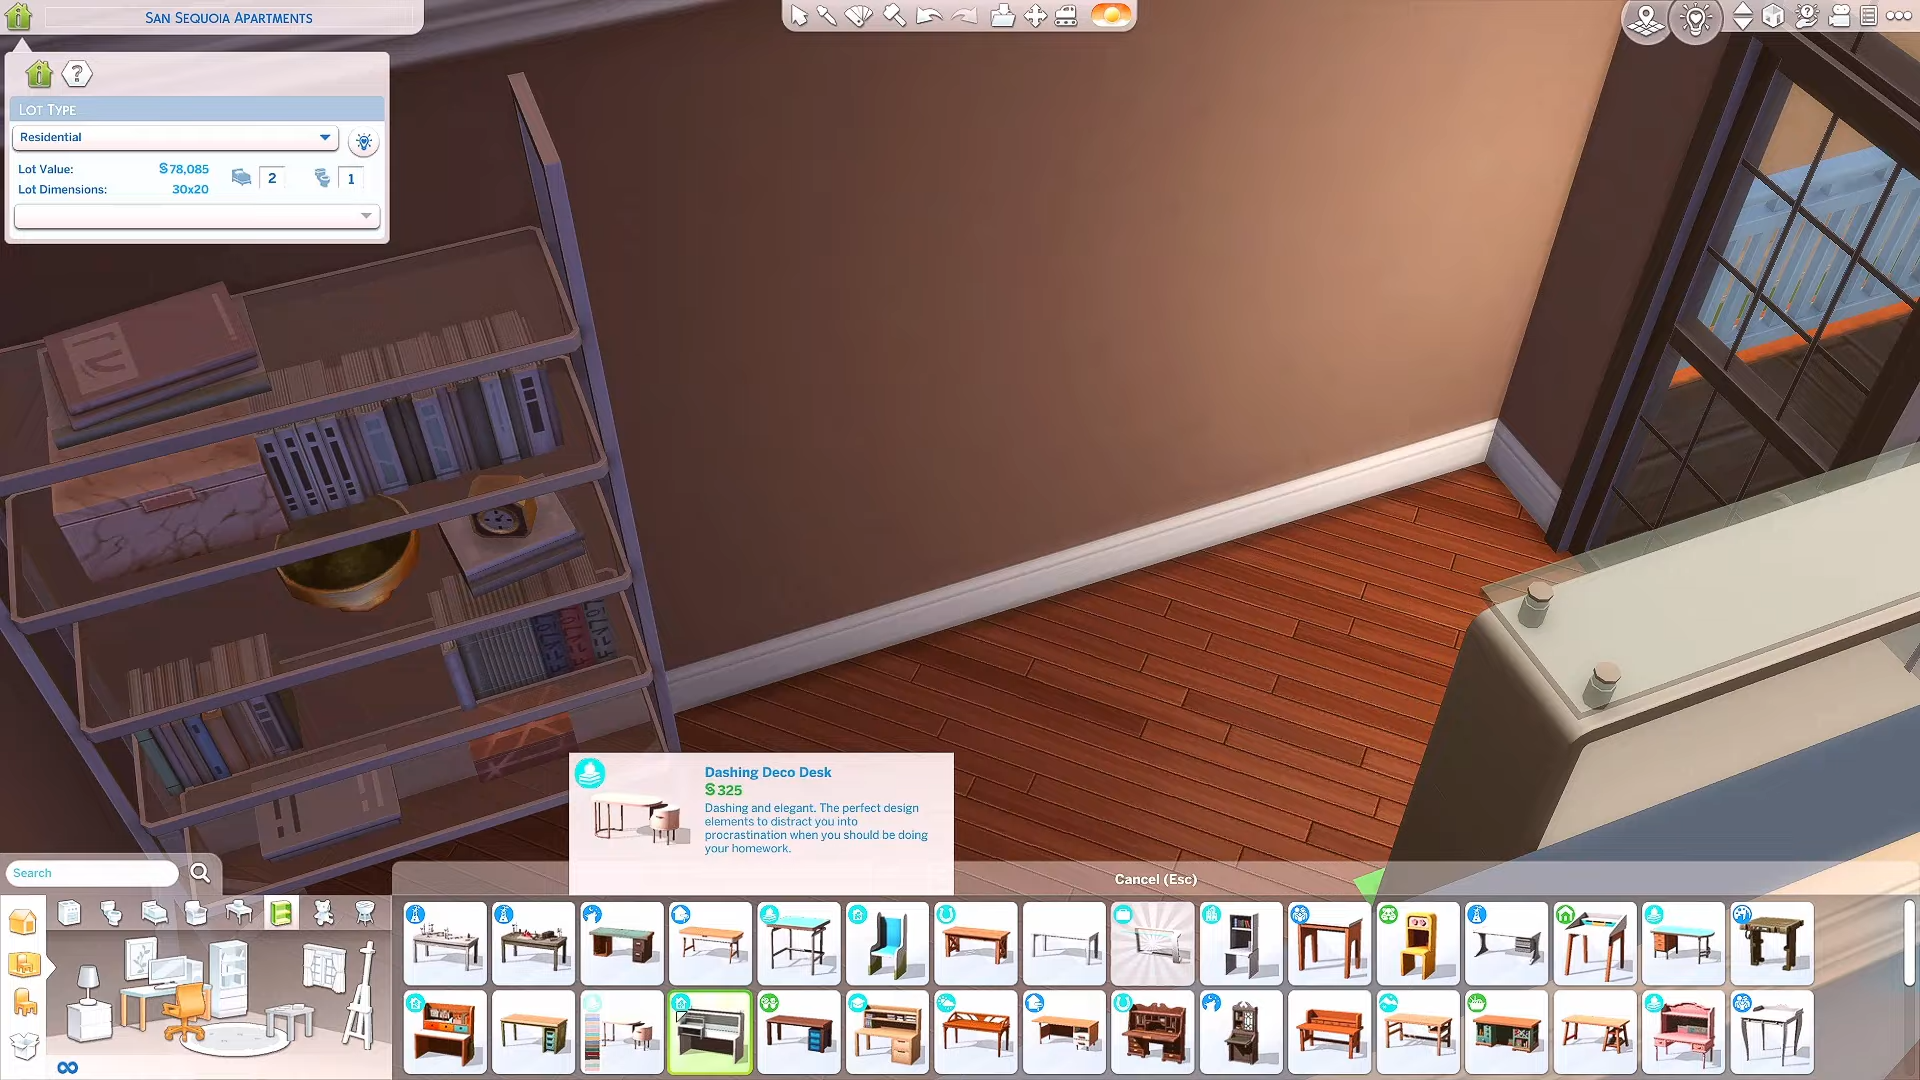 San Sequoia Apartments
?
Lot Type
Residential
Lot Value: §78,085
2
1
Lot Dimensions: 30x20
Dashing Deco Desk
§325
Dashing and elegant. The perfect design
elements to distract you into
procrastination when you should be doing
your homework.
Search
Cancel (Esc)